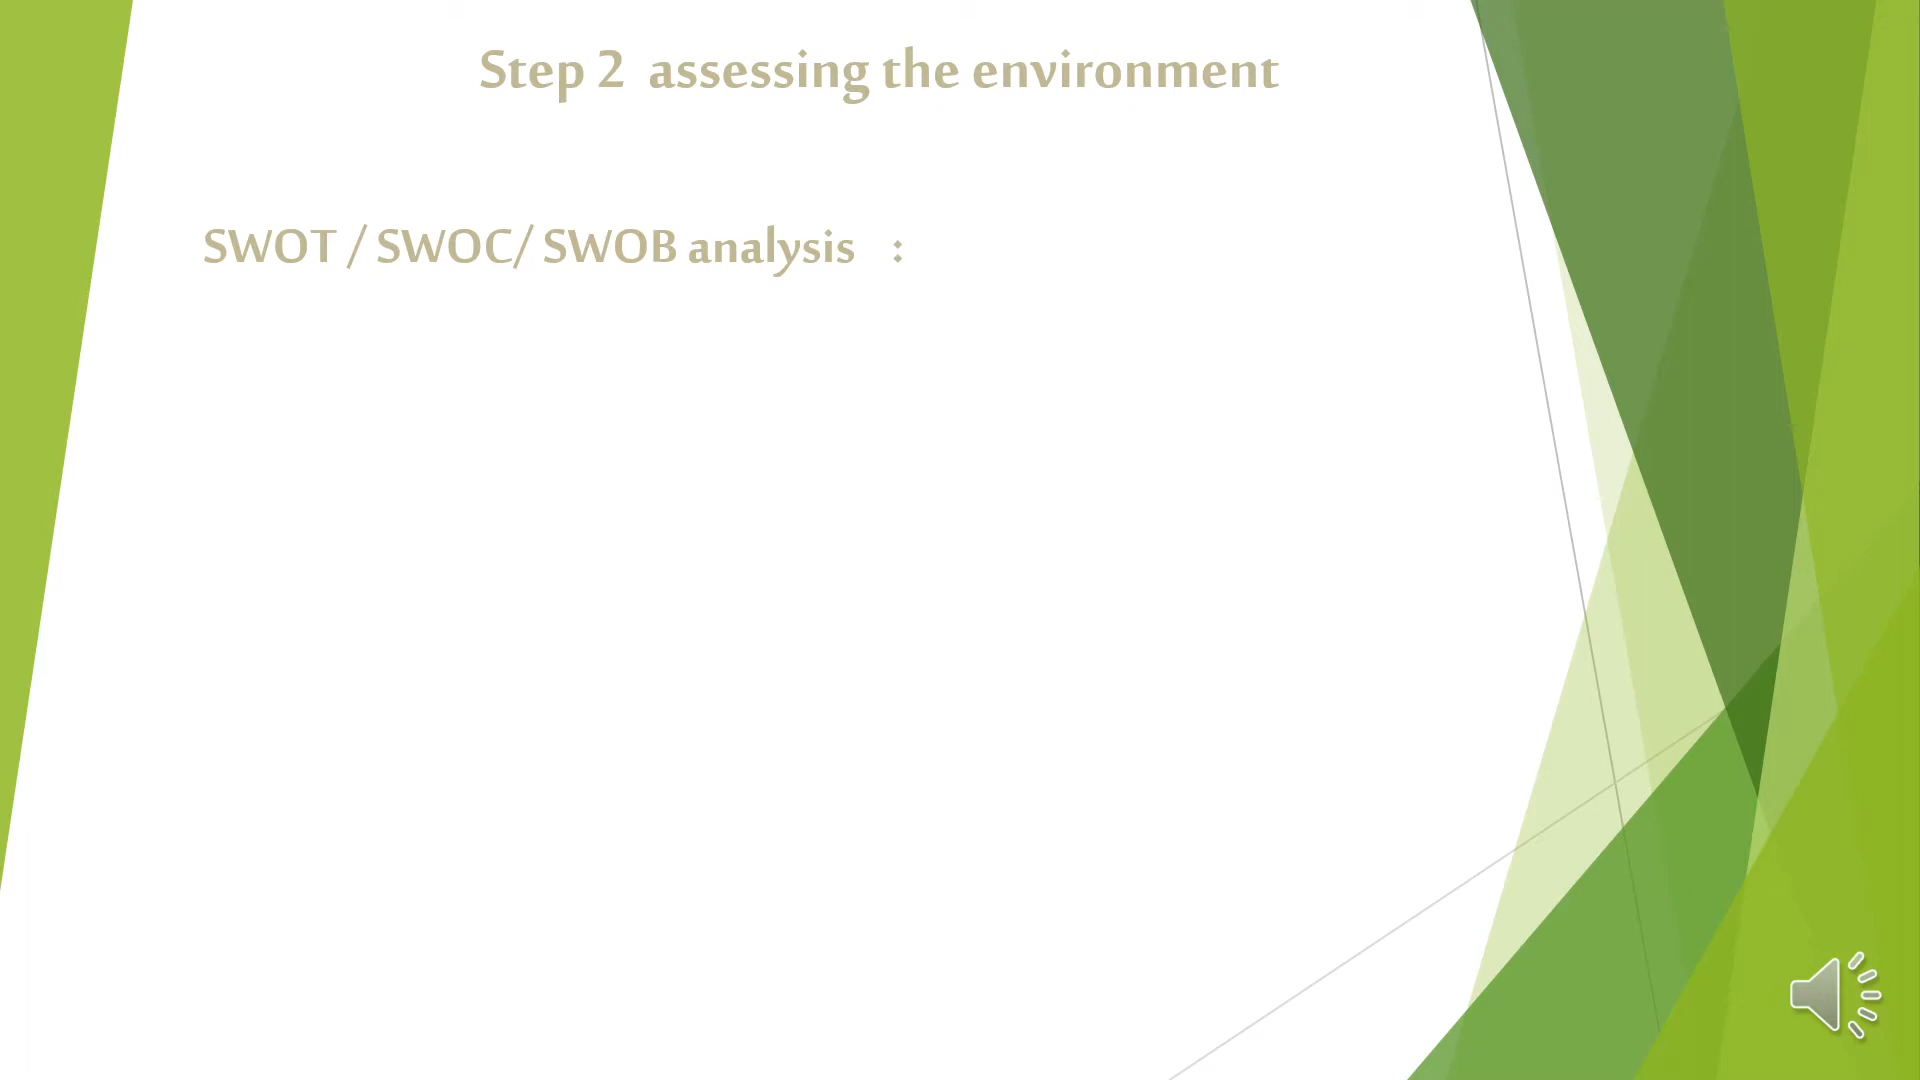 Step 2 assessing the environment
SWOT / SWOC/ SWOB analysis :